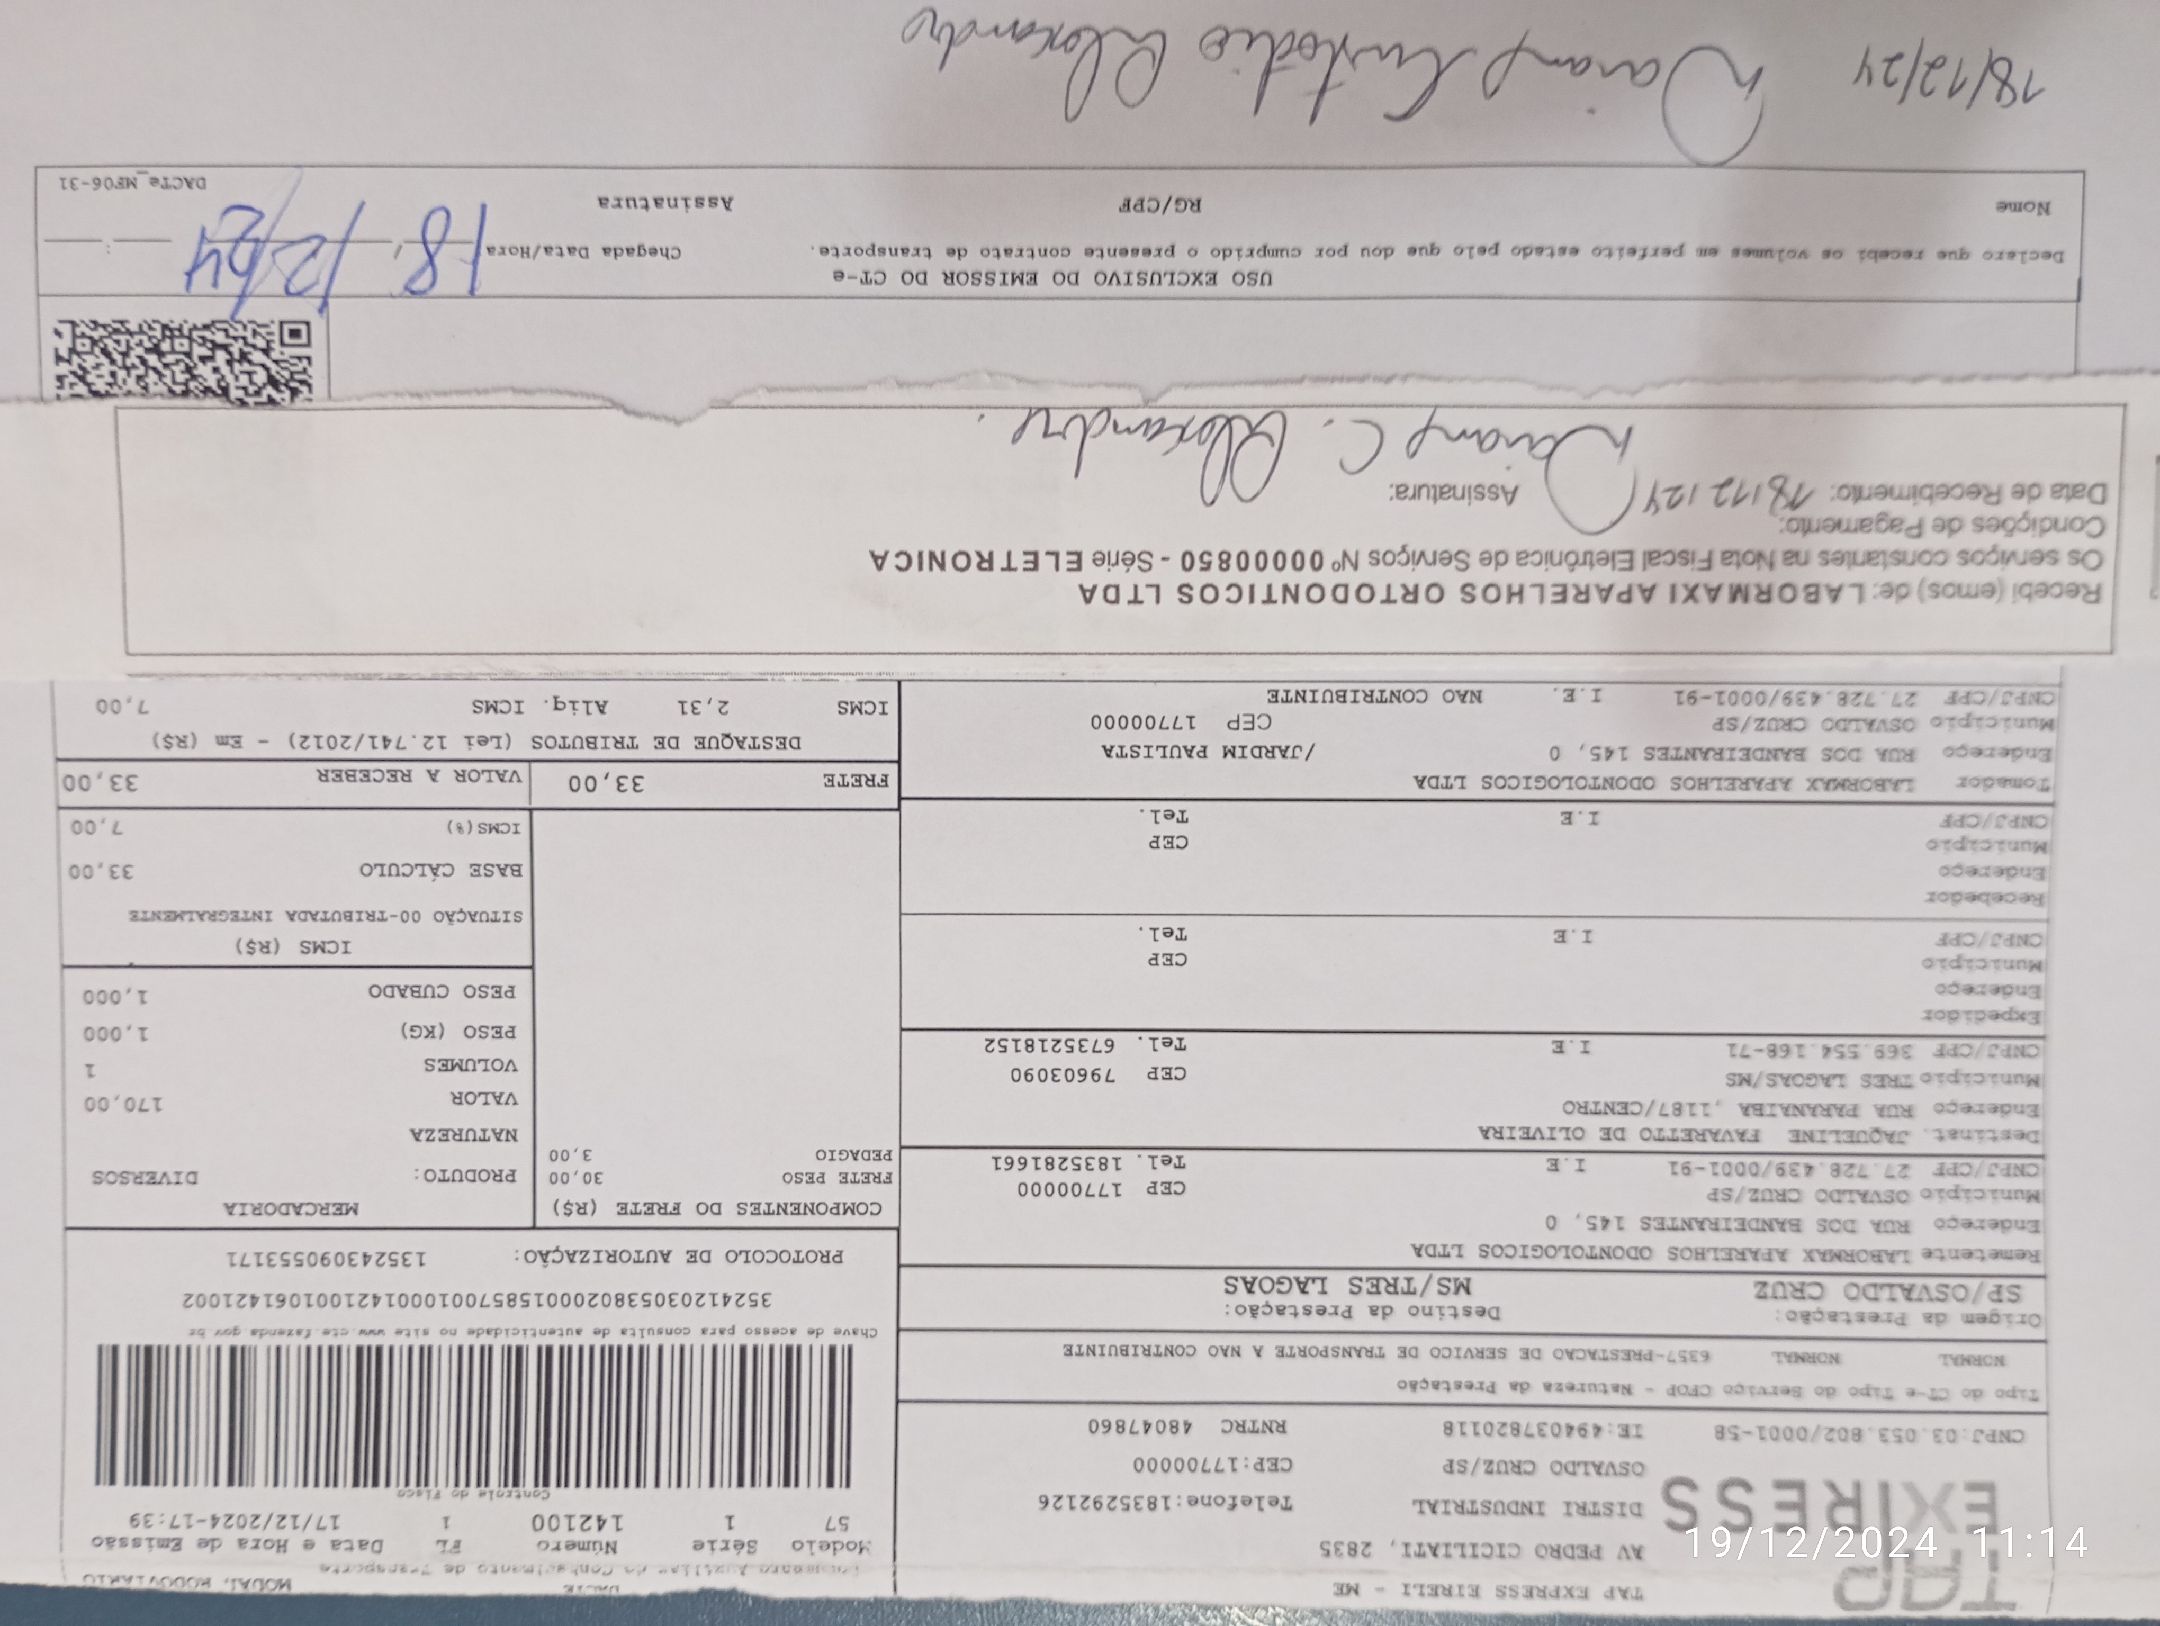 TAP
EXIRESS
TAP EXPRESS EIRELI - ME
AV PEDRO CICILIATI, 2835
DISTRI INDUSTRIAL Telefone:1835292126
OSVALDO CRUZ/SP CEP:17700000
CNPJ:03.053.802/0001-58 IE:494037820118 RNTRC 48047860
Tipo do CT-e Tipo do Serviço CFOP - Natureza da Prestação
NORMAL NORMAL 6357-PRESTACAO DE SERVICO DE TRANSPORTE A NAO CONTRIBUINTE
Origem da Prestação: Destino da Prestação:
SP/OSVALDO CRUZ MS/TRES LAGOAS
Remetente LABORMAX APARELHOS ODONTOLOGICOS LTDA
Endereço RUA DOS BANDEIRANTES 145, 0
Município OSVALDO CRUZ/SP CEP 17700000
CNPJ/CPF 27.728.439/0001-91 I.E Tel. 1835281661
Destinat. JAQUELINE FAVARETTO DE OLIVEIRA
Endereço RUA PARANAIBA ,1187/CENTRO
Município TRES LAGOAS/MS CEP 79603090
CNPJ/CPF 369.554.168-71 I.E Tel. 6735218152
Expedidor
Endereço
Município CEP
CNPJ/CPF I.E Tel.
Recebedor
Endereço
Município CEP
CNPJ/CPF I.E Tel.
Tomador LABORMAX APARELHOS ODONTOLOGICOS LTDA
Endereço RUA DOS BANDEIRANTES 145, 0 /JARDIM PAULISTA
Município OSVALDO CRUZ/SP CEP 17700000
CNPJ/CPF 27.728.439/0001-91 I.E. NAO CONTRIBUINTE
DACTE MODAL RODOVIÁRIO
Documento Auxiliar do Conhecimento de Transporte
Modelo Série Número FL Data e Hora de Emissão
57 1 142100 1 17/12/2024-17:39
Controle do Fisco
Chave de acesso para consulta de autenticidade no site www.cte.fazenda.gov.br
35241203053802000158570010001421001061421002
PROTOCOLO DE AUTORIZAÇÃO: 135243090553171
COMPONENTES DO FRETE (R$)
FRETE PESO 30,00
PEDAGIO 3,00
MERCADORIA
PRODUTO: DIVERSOS
NATUREZA
VALOR 170,00
VOLUMES 1
PESO (KG) 1,000
PESO CUBADO 1,000
ICMS (R$)
SITUAÇÃO 00-TRIBUTADA INTEGRALMENTE
BASE CÁLCULO 33,00
ICMS(%) 7,00
FRETE 33,00 VALOR A RECEBER 33,00
DESTAQUE DE TRIBUTOS (Lei 12.741/2012) - Em (R$)
ICMS 2,31 Aliq. ICMS 7,00
Recebi (emos) de: LABORMAXI APARELHOS ORTODONTICOS LTDA
Os serviços constantes na Nota Fiscal Eletrônica de Serviços Nº 00000850 - Série ELETRONICA
Condições de Pagamento:
Data de Recebimento: 18/12/24 Assinatura: C. Alexandre.
USO EXCLUSIVO DO EMISSOR DO CT-e
Declaro que recebi os volumes em perfeito estado pelo que dou por cumprido o presente contrato de transporte. Chegada Data/Hora 18/12/24 :
Nome RG/CPF Assinatura
DACTe_MF06-31
18/12/24 Custódio Alexandre
19/12/2024 11:14